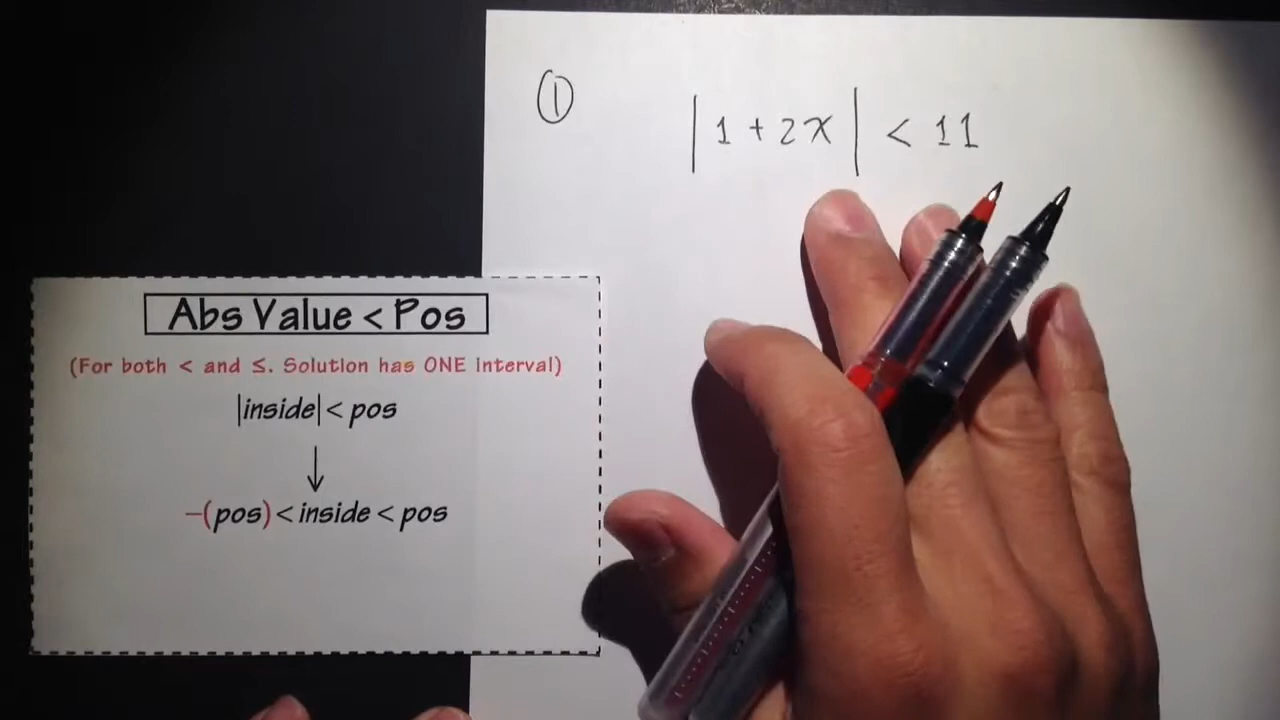 ① |1 + 2x| < 11
Abs Value < Pos
(For both < and ≤. Solution has ONE interval)
|inside| < pos
↓
−(pos) < inside < pos